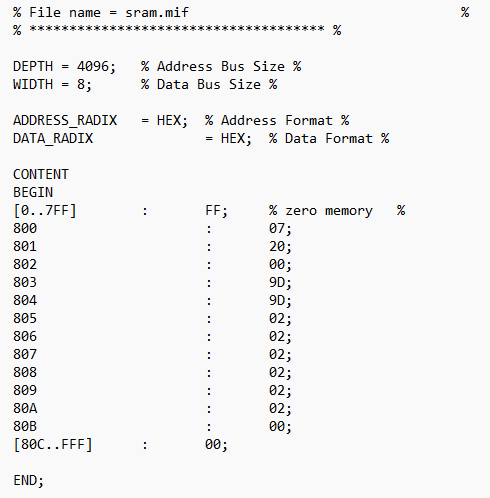 % File name = sram.mif %
% ************************************* %
DEPTH = 4096; % Address Bus Size %
WIDTH = 8; % Data Bus Size %
ADDRESS_RADIX = HEX; % Address Format %
DATA_RADIX = HEX; % Data Format %
CONTENT
BEGIN
[0..7FF] : FF; % zero memory %
800 : 07;
801 : 20;
802 : 00;
803 : 9D;
804 : 9D;
805 : 02;
806 : 02;
807 : 02;
808 : 02;
809 : 02;
80A : 02;
80B : 00;
[80C..FFF] : 00;
END;